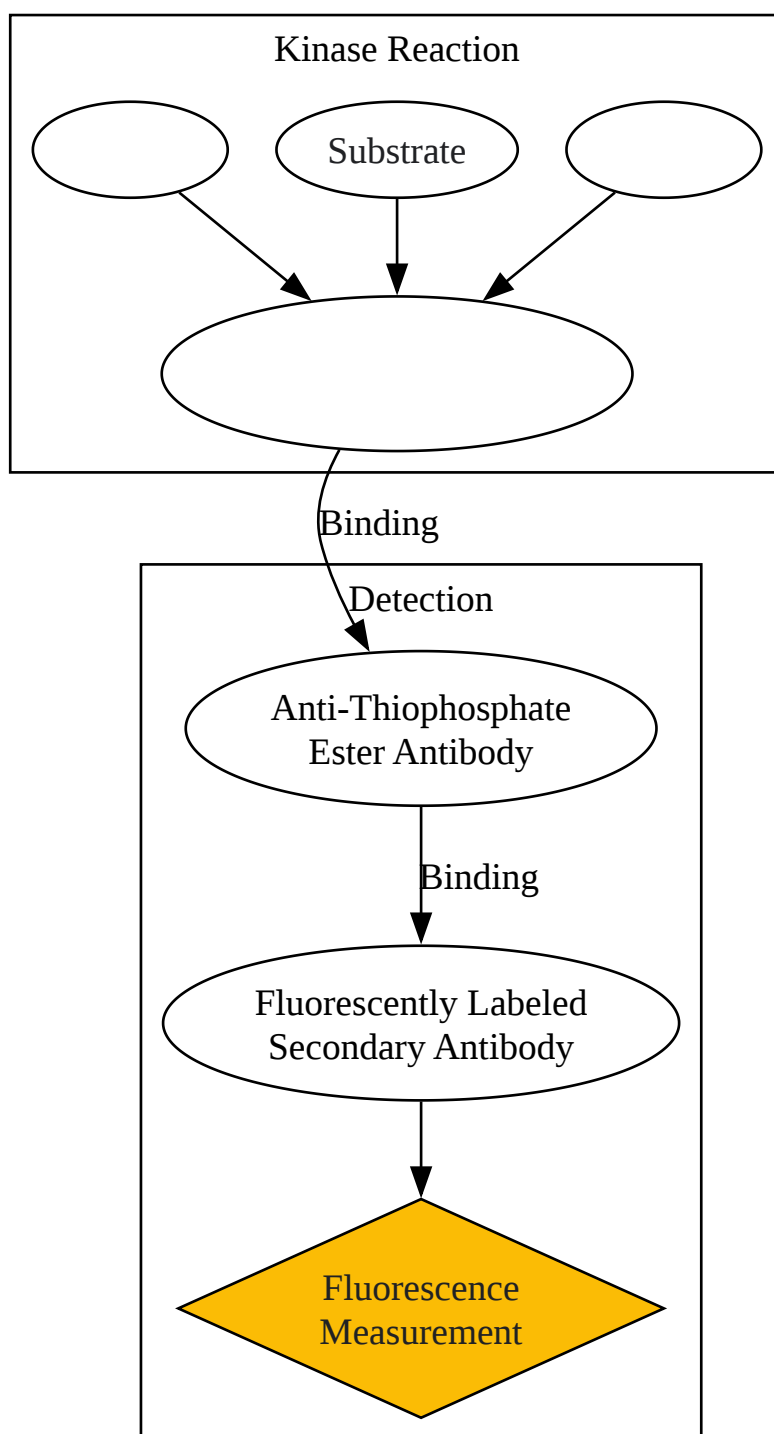 Kinase Reaction
Substrate
Binding
Detection
Anti-Thiophosphate
Ester Antibody
Binding
Fluorescently Labeled
Secondary Antibody
Fluorescence
Measurement